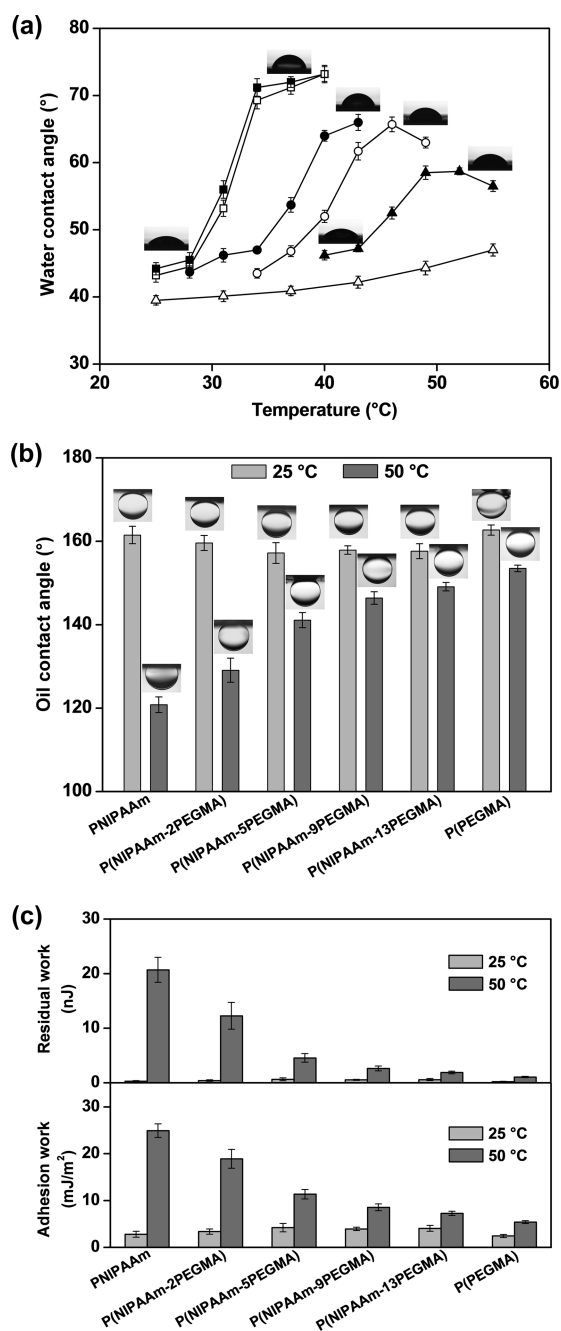 (a)
80
70
60
50
40
30
Water contact angle (°)
20 30 40 50 60
Temperature (°C)
(b)
180
160
140
120
100
Oil contact angle (°)
25 °C 50 °C
PNIPAAm
P(NIPAAm-2PEGMA)
P(NIPAAm-5PEGMA)
P(NIPAAm-9PEGMA)
P(NIPAAm-13PEGMA)
P(PEGMA)
(c)
30
20
10
0
Residual work
(nJ)
25 °C
50 °C
30
20
10
0
Adhesion work
(mJ/m²)
25 °C
50 °C
PNIPAAm
P(NIPAAm-2PEGMA)
P(NIPAAm-5PEGMA)
P(NIPAAm-9PEGMA)
P(NIPAAm-13PEGMA)
P(PEGMA)